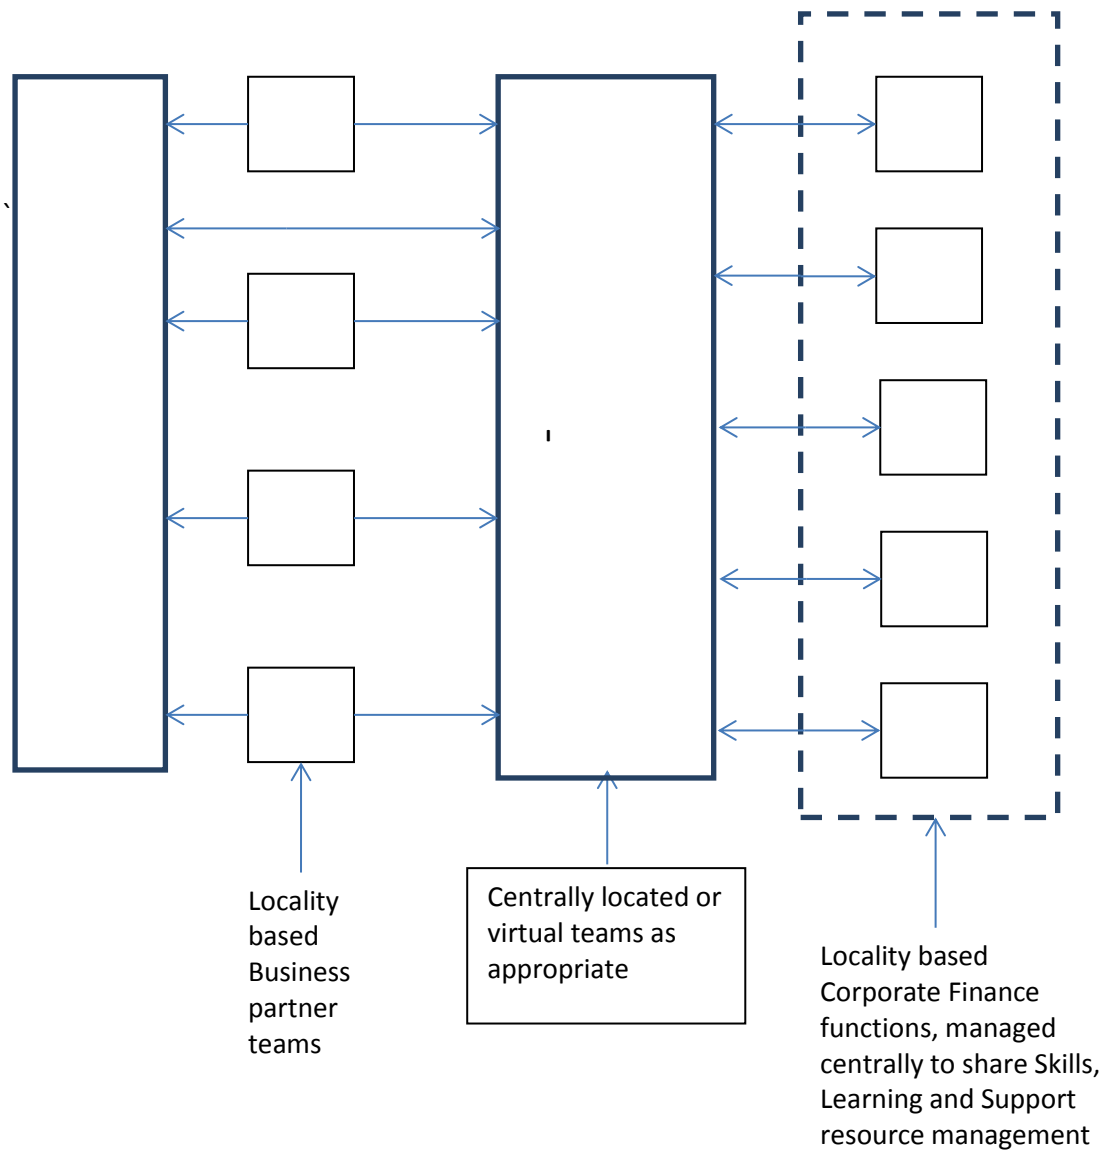 `
ı
Locality
based
Business
partner
teams
Centrally located or
virtual teams as
appropriate
Locality based
Corporate Finance
functions, managed
centrally to share Skills,
Learning and Support
resource management